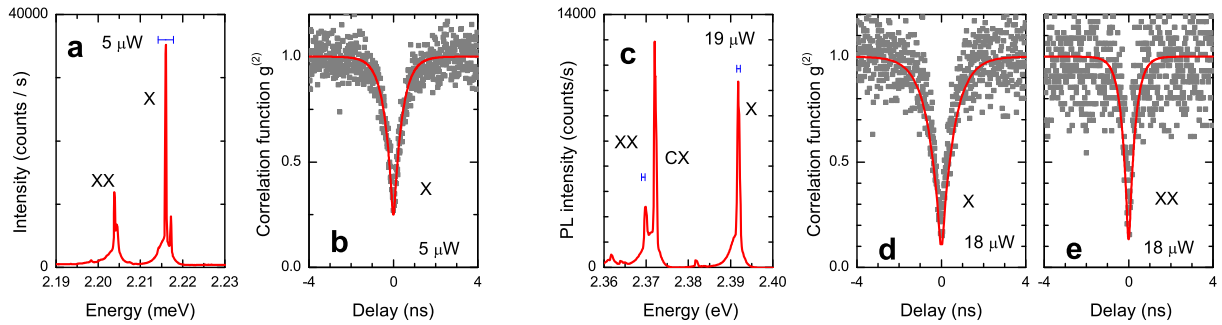 40000
a
5 μW
X
XX
0
2.19
2.20
2.21
2.22
2.23
Energy (meV)
Intensity (counts / s)
1.0
0.5
0.0
X
b
5 μW
-4
0
4
Delay (ns)
Correlation function g(2)
14000
c
19 μW
XX
CX
X
0
2.36
2.37
2.38
2.39
2.40
Energy (eV)
PL intensity (counts/s)
1.0
0.5
0.0
X
d
18 μW
-4
0
4
Delay (ns)
Correlation function g(2)
XX
e
18 μW
-4
0
4
Delay (ns)